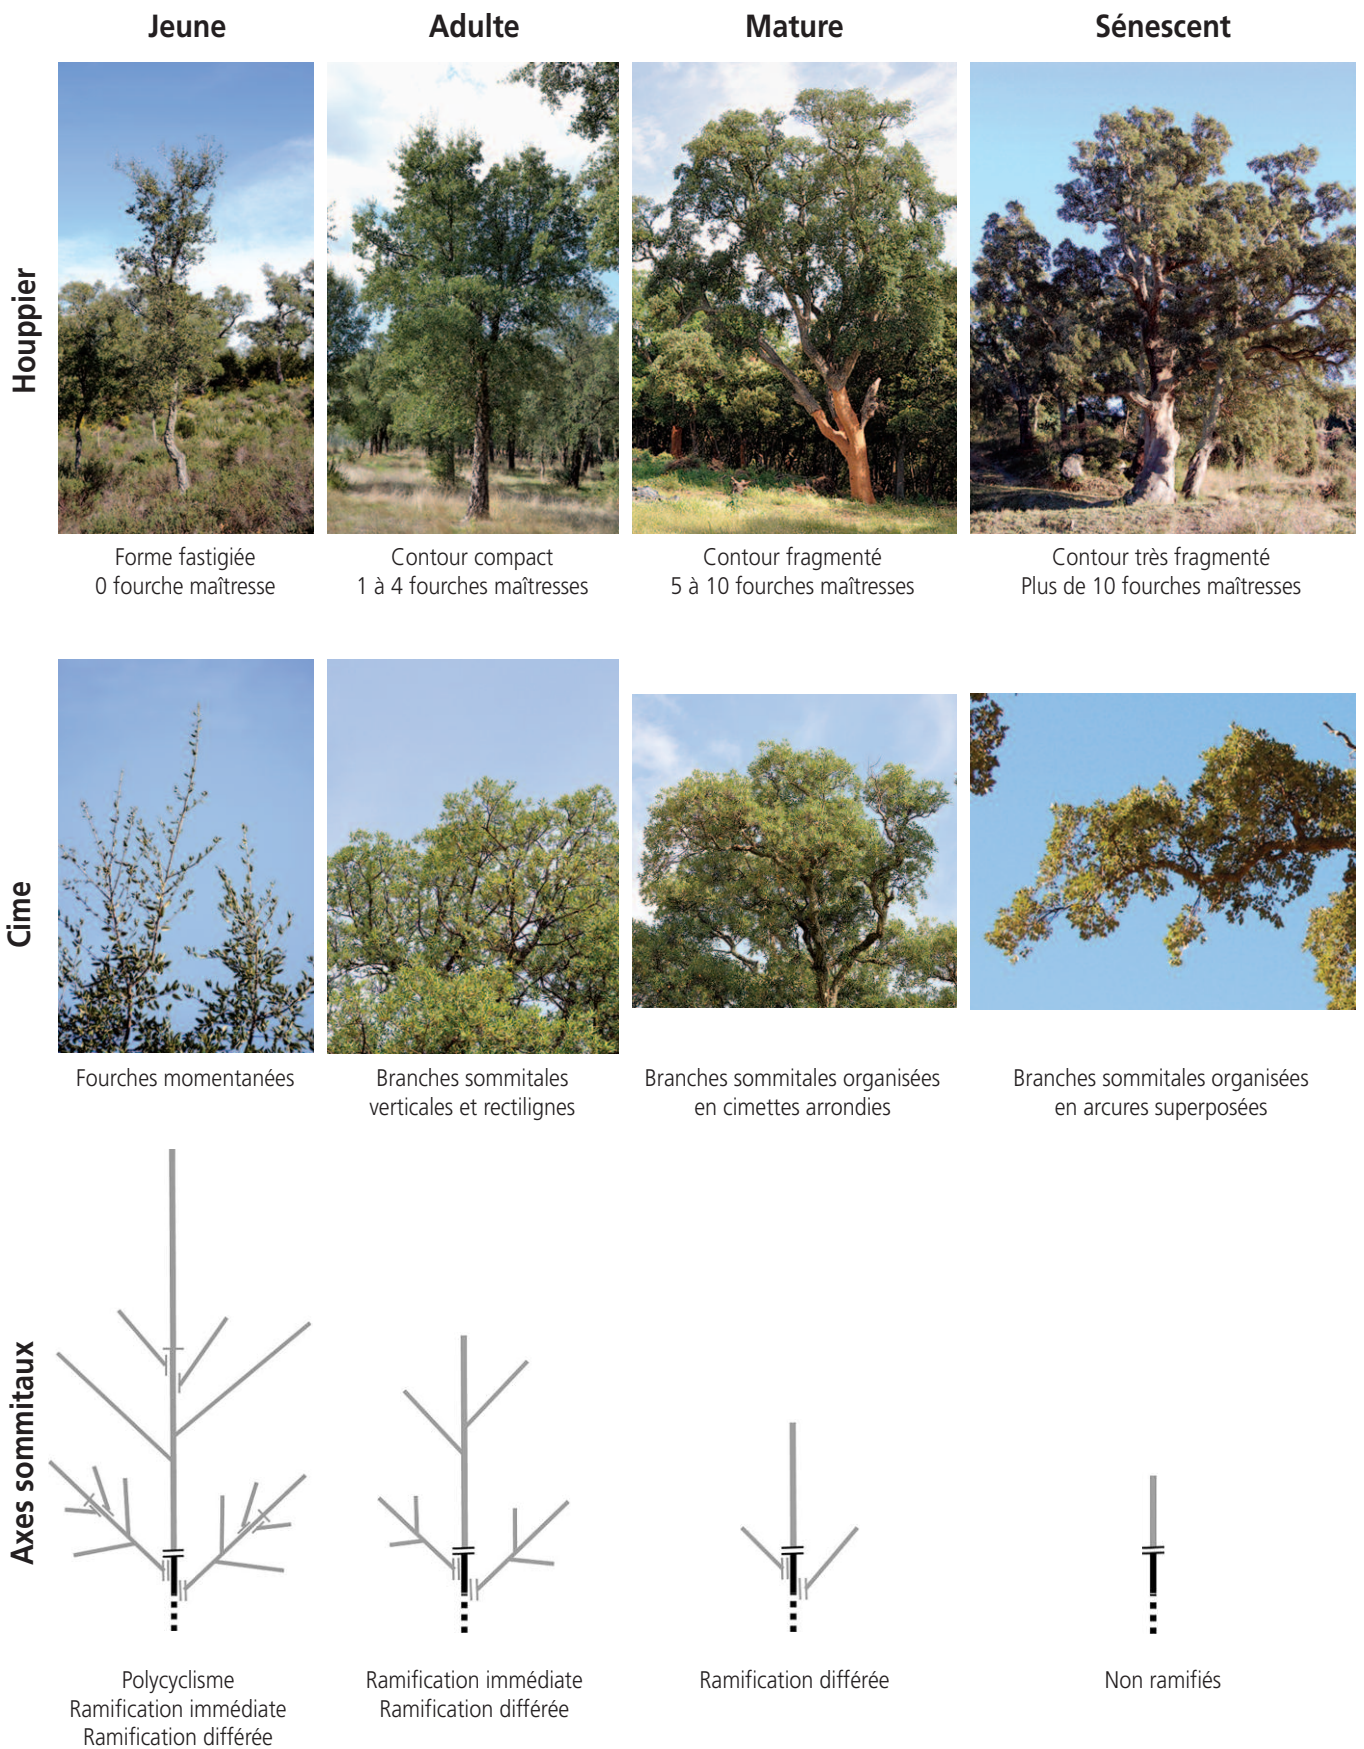 Jeune
Adulte
Mature
Sénescent
Houppier
Forme fastigiée
0 fourche maîtresse
Contour compact
1 à 4 fourches maîtresses
Contour fragmenté
5 à 10 fourches maîtresses
Contour très fragmenté
Plus de 10 fourches maîtresses
Cime
Fourches momentanées
Branches sommitales
verticales et rectilignes
Branches sommitales organisées
en cimettes arrondies
Branches sommitales organisées
en arcures superposées
Axes sommitaux
Polycyclisme
Ramification immédiate
Ramification différée
Ramification immédiate
Ramification différée
Ramification différée
Non ramifiés